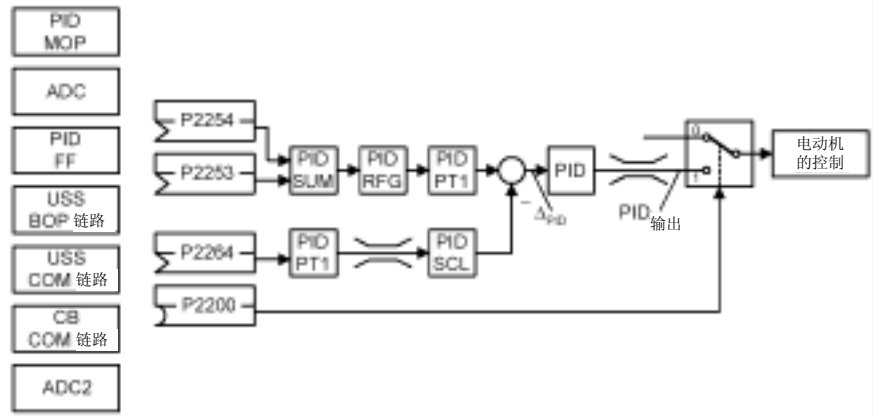 PID
MOP
ADC
PID
FF
USS
BOP 链路
USS
COM 链路
CB
COM 链路
ADC2
P2254
P2253
P2264
P2200
PID
SUM
PID
RFG
PID
PT1
PID
PT1
PID
SCL
− ΔPID
PID
PID 输出
0
1
电动机
的控制